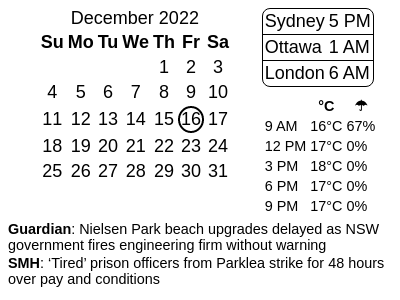 December 2022
Su Mo Tu We Th Fr Sa
1 2 3
4 5 6 7 8 9 10
11 12 13 14 15 16 17
18 19 20 21 22 23 24
25 26 27 28 29 30 31
Sydney 5 PM
Ottawa 1 AM
London 6 AM
°C ☂
9 AM 16°C 67%
12 PM 17°C 0%
3 PM 18°C 0%
6 PM 17°C 0%
9 PM 17°C 0%
Guardian: Nielsen Park beach upgrades delayed as NSW
government fires engineering firm without warning
SMH: ‘Tired’ prison officers from Parklea strike for 48 hours
over pay and conditions